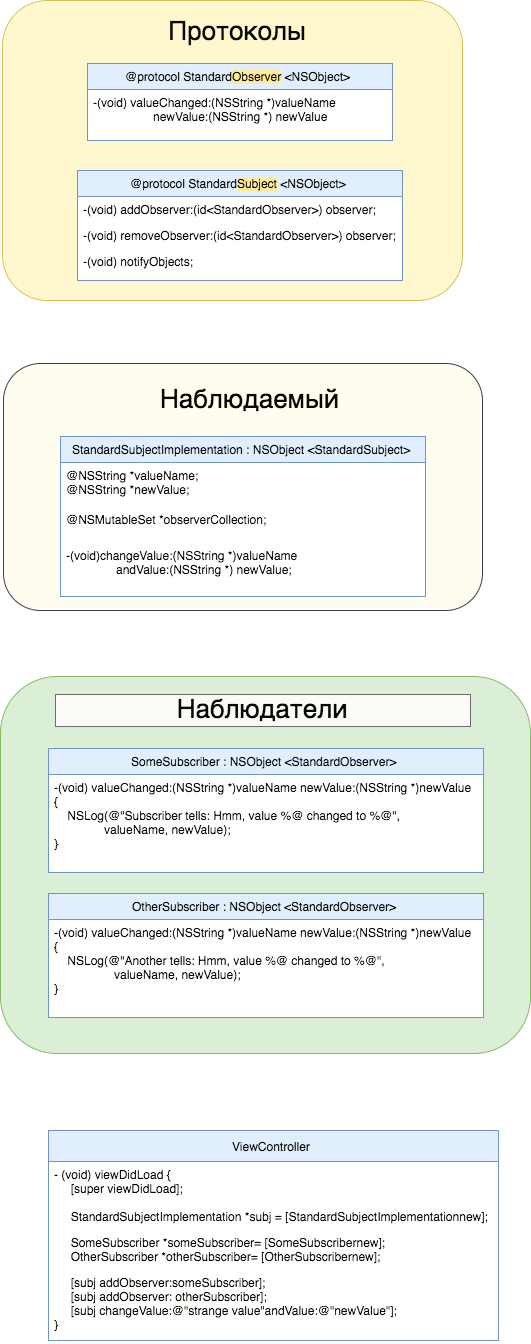 Протоколы
@protocol StandardObserver <NSObject>
-(void) valueChanged:(NSString *)valueName
newValue:(NSString *) newValue
@protocol StandardSubject <NSObject>
-(void) addObserver:(id<StandardObserver>) observer;
-(void) removeObserver:(id<StandardObserver>) observer;
-(void) notifyObjects;
Наблюдаемый
StandardSubjectImplementation : NSObject <StandardSubject>
@NSString *valueName;
@NSString *newValue;
@NSMutableSet *observerCollection;
-(void)changeValue:(NSString *)valueName
andValue:(NSString *) newValue;
Наблюдатели
SomeSubscriber : NSObject <StandardObserver>
-(void) valueChanged:(NSString *)valueName newValue:(NSString *)newValue
{
NSLog(@"Subscriber tells: Hmm, value %@ changed to %@",
valueName, newValue);
}
OtherSubscriber : NSObject <StandardObserver>
-(void) valueChanged:(NSString *)valueName newValue:(NSString *)newValue
{
NSLog(@"Another tells: Hmm, value %@ changed to %@",
valueName, newValue);
}
ViewController
- (void) viewDidLoad {
[super viewDidLoad];
StandardSubjectImplementation *subj = [StandardSubjectImplementationnew];
SomeSubscriber *someSubscriber= [SomeSubscribernew];
OtherSubscriber *otherSubscriber= [OtherSubscribernew];
[subj addObserver:someSubscriber];
[subj addObserver: otherSubscriber];
[subj changeValue:@"strange value"andValue:@"newValue"];
}